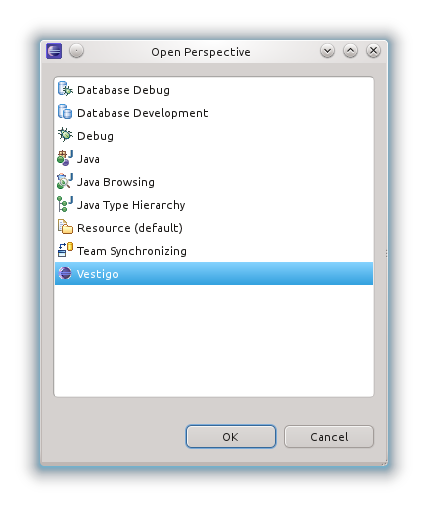 Open Perspective
Database Debug
Database Development
Debug
Java
Java Browsing
Java Type Hierarchy
Resource (default)
Team Synchronizing
Vestigo
OK
Cancel